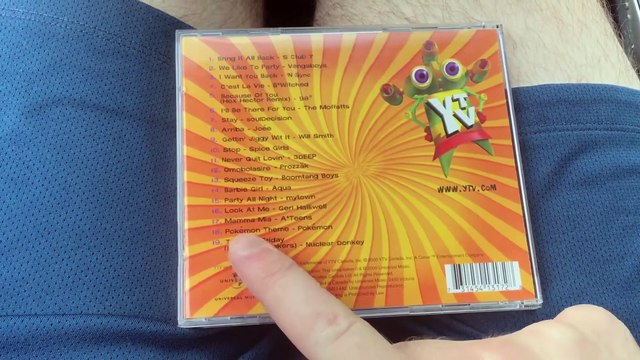 1. Bring It All Back - S Club 7
2. We Like To Party - Vengaboys
3. I Want You Back - 'N Sync
4. C'est La Vie - B*Witched
5. Because Of You
(Hex Hector Remix) - 98°
6. I'll Be There For You - The Moffatts
7. Stay - soulDecision
8. Arriba - Joée
9. Gettin' Jiggy Wit It - Will Smith
10. Stop - Spice Girls
11. Never Quit Lovin' - 3DEEP
12. Omobolasire - Prozzäk
13. Squeeze Toy - Boomtang Boys
14. Barbie Girl - Aqua
15. Party All Night - mytown
16. Look At Me - Geri Halliwell
17. Mamma Mia - A*Teens
18. Pokémon Theme - Pokémon
19. Friday
Nuclear Donkey
YTV
WWW.YTV.COM